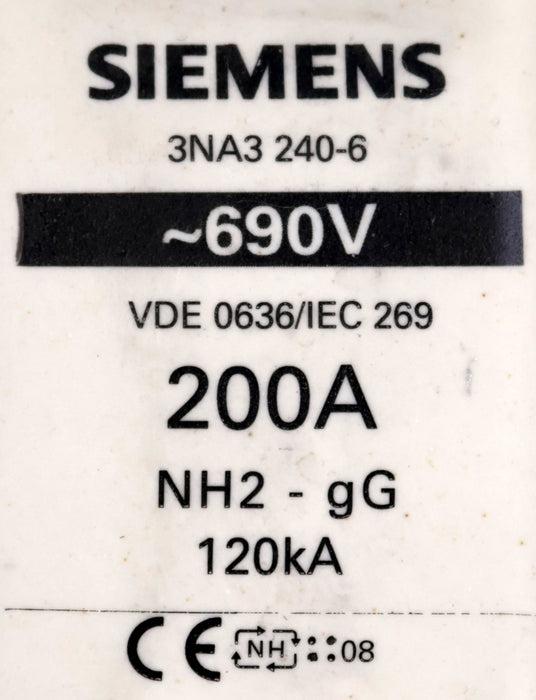 SIEMENS
3NA3 240-6
~690V
VDE 0636/IEC 269
200A
NH2 - gG
120kA
CE NH 08